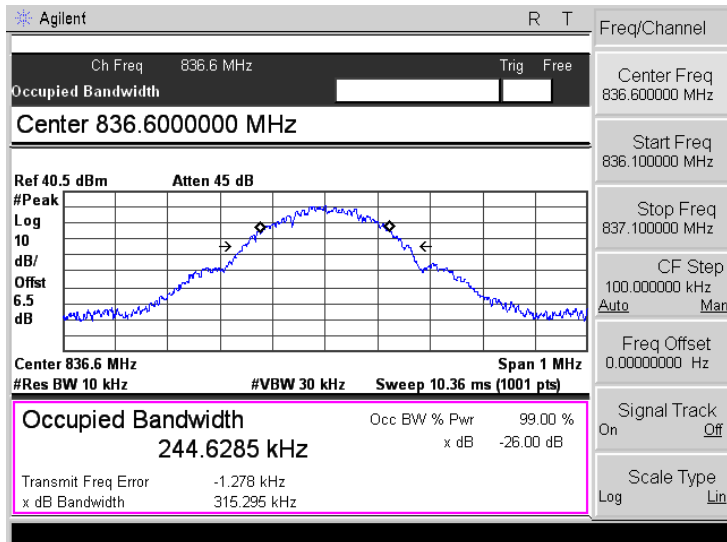 Agilent R T
Freq/Channel
Ch Freq 836.6 MHz Trig Free
Occupied Bandwidth
Center 836.6000000 MHz
Ref 40.5 dBm Atten 45 dB
#Peak
Log
10
dB/
Offst
6.5
dB
Center 836.6 MHz Span 1 MHz
#Res BW 10 kHz #VBW 30 kHz Sweep 10.36 ms (1001 pts)
Occupied Bandwidth Occ BW % Pwr 99.00 %
244.6285 kHz x dB -26.00 dB
Transmit Freq Error -1.278 kHz
x dB Bandwidth 315.295 kHz
Center Freq
836.600000 MHz
Start Freq
836.100000 MHz
Stop Freq
837.100000 MHz
CF Step
100.000000 kHz
Auto Man
Freq Offset
0.00000000 Hz
Signal Track
On Off
Scale Type
Log Lin